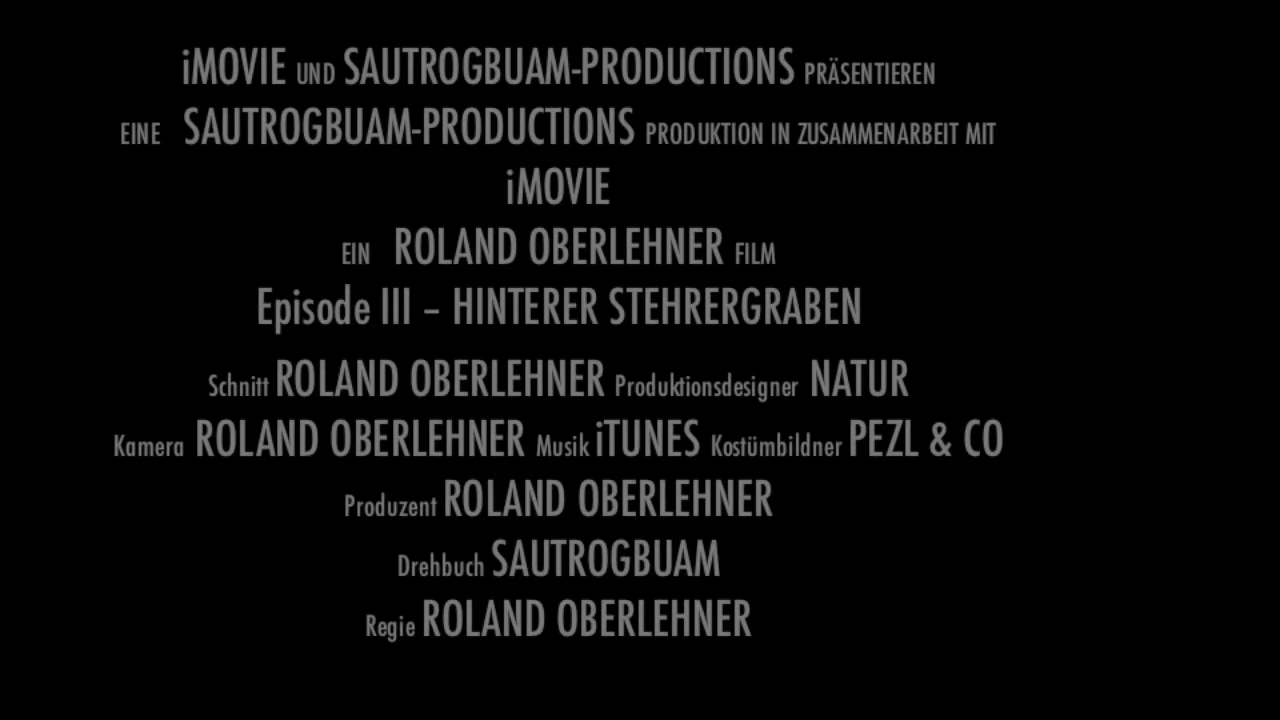 iMOVIE UND SAUTROGBUAM-PRODUCTIONS PRÄSENTIEREN
EINE SAUTROGBUAM-PRODUCTIONS PRODUKTION IN ZUSAMMENARBEIT MIT
iMOVIE
EIN ROLAND OBERLEHNER FILM
Episode III – HINTERER STEHRERGRABEN
Schnitt ROLAND OBERLEHNER Produktionsdesigner NATUR
Kamera ROLAND OBERLEHNER Musik iTUNES Kostümbildner PEZL & CO
Produzent ROLAND OBERLEHNER
Drehbuch SAUTROGBUAM
Regie ROLAND OBERLEHNER